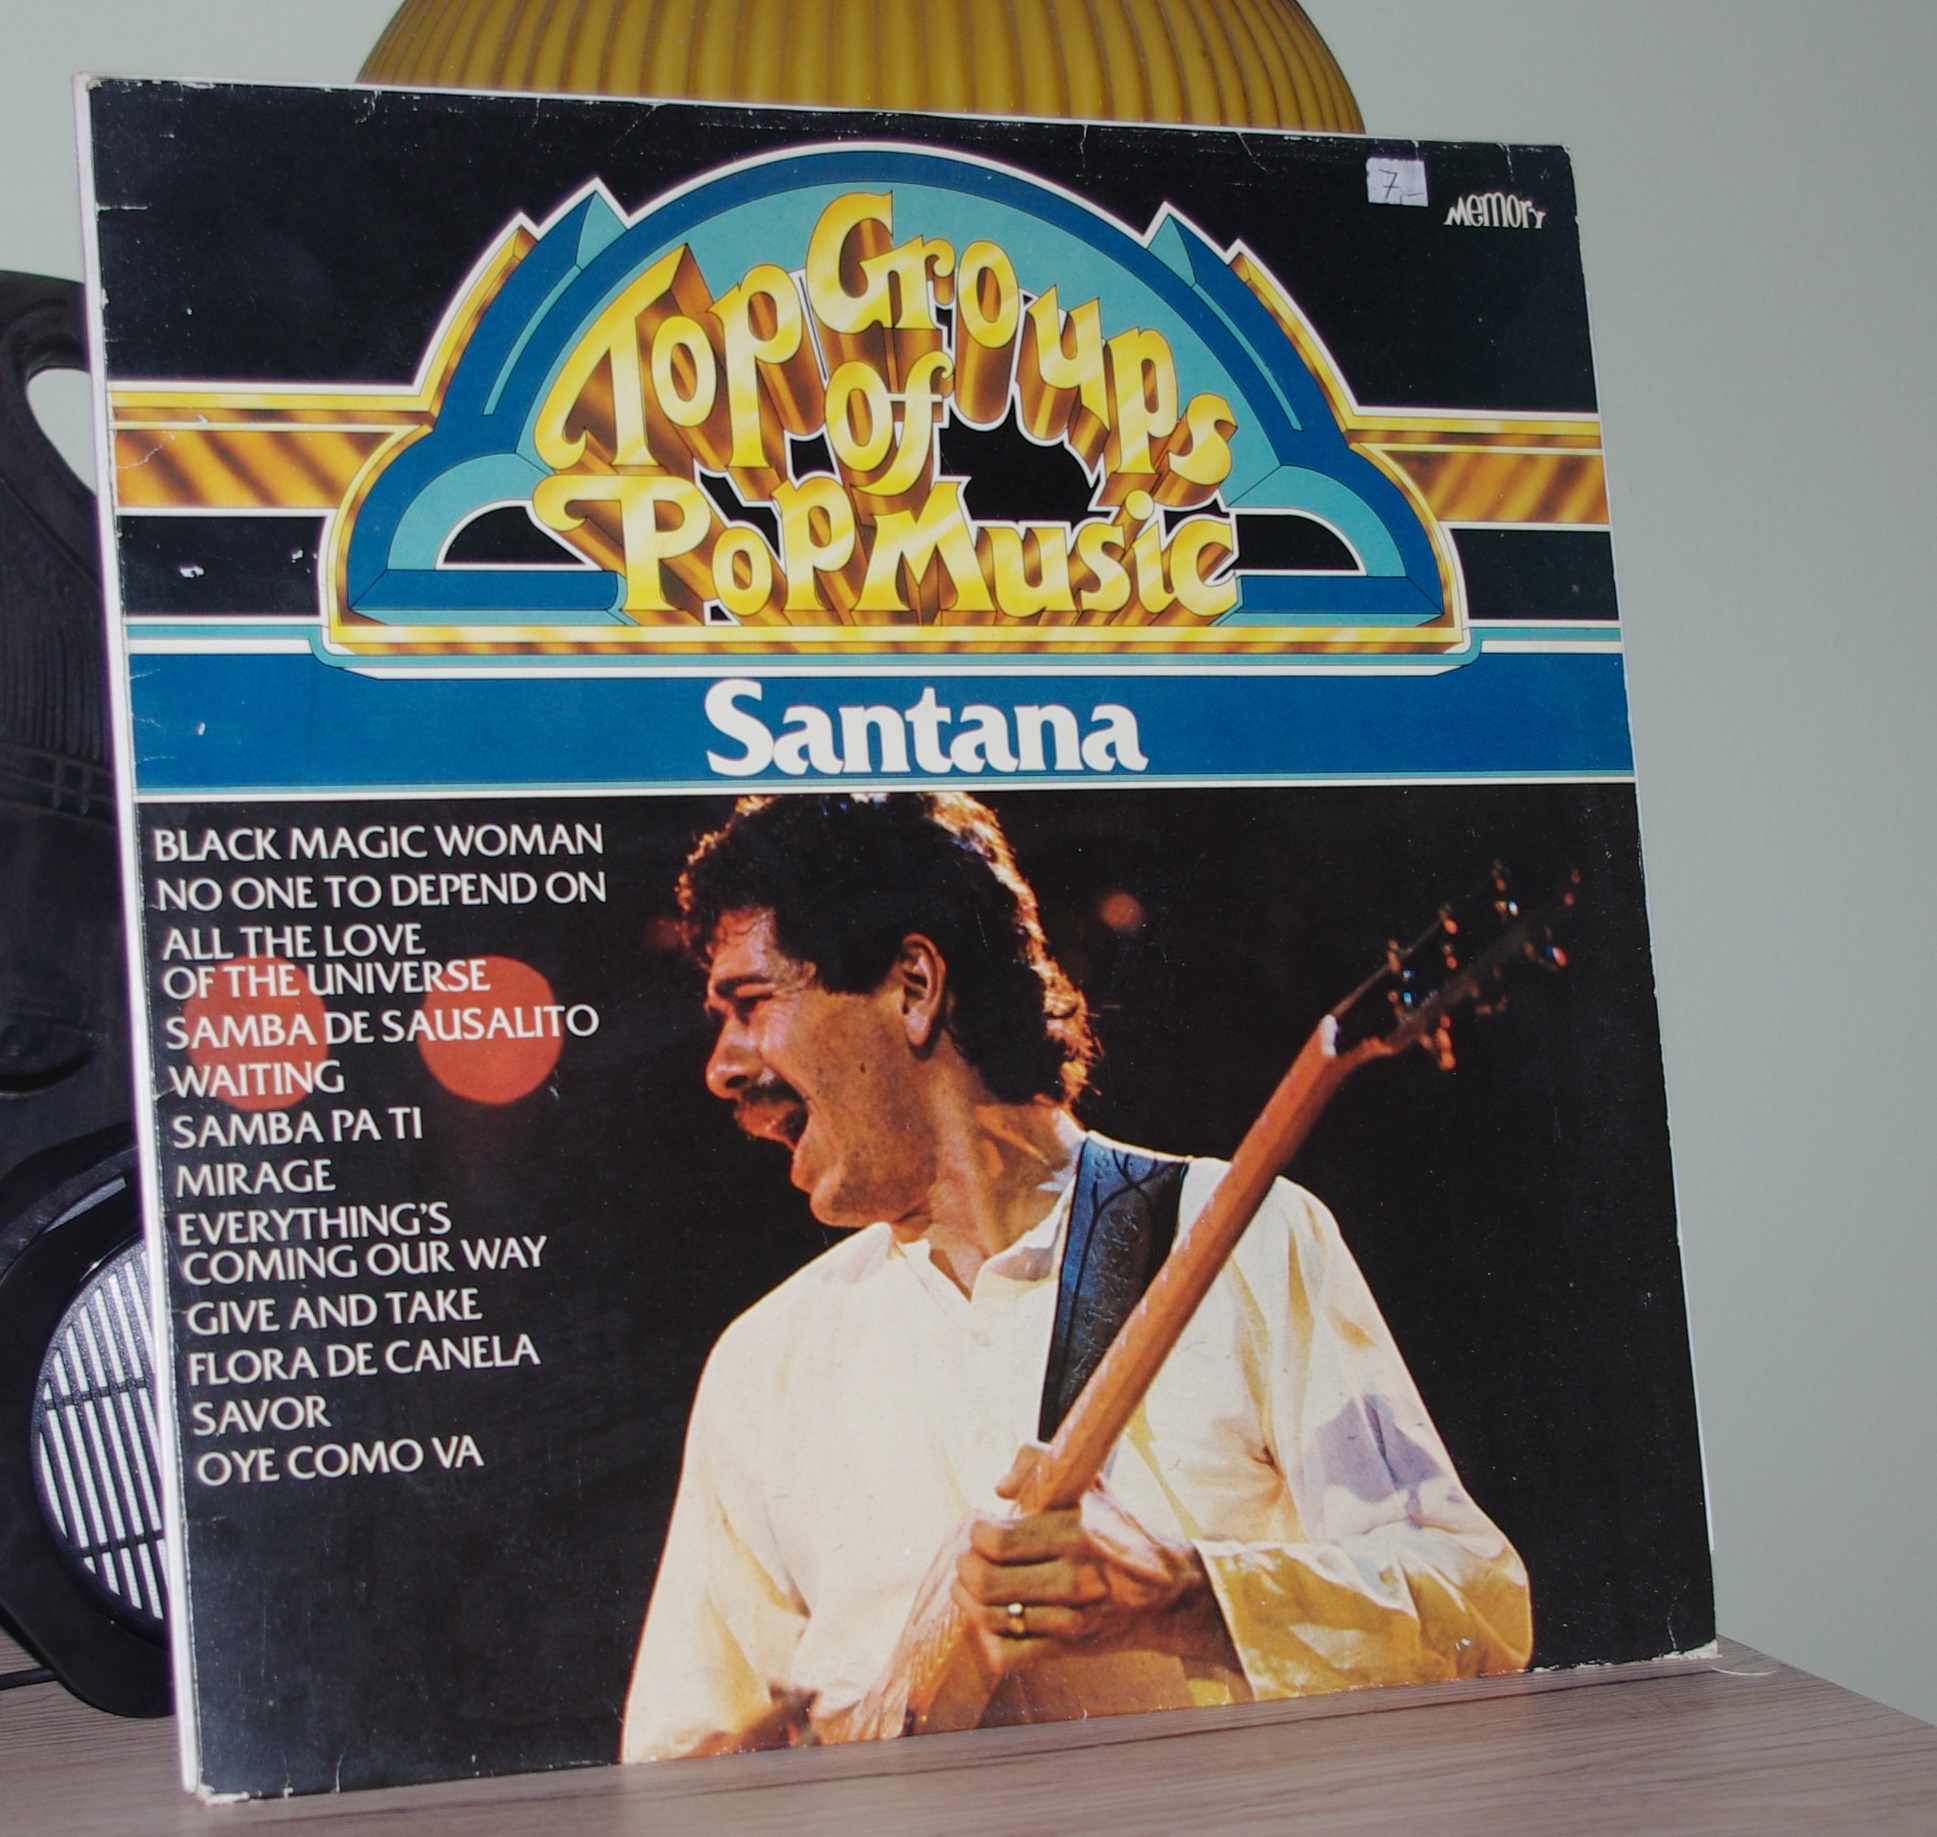 7.-
Memory
Top Groups
of
Pop Music
Santana
BLACK MAGIC WOMAN
NO ONE TO DEPEND ON
ALL THE LOVE
OF THE UNIVERSE
SAMBA DE SAUSALITO
WAITING
SAMBA PA TI
MIRAGE
EVERYTHING'S
COMING OUR WAY
GIVE AND TAKE
FLORA DE CANELA
SAVOR
OYE COMO VA